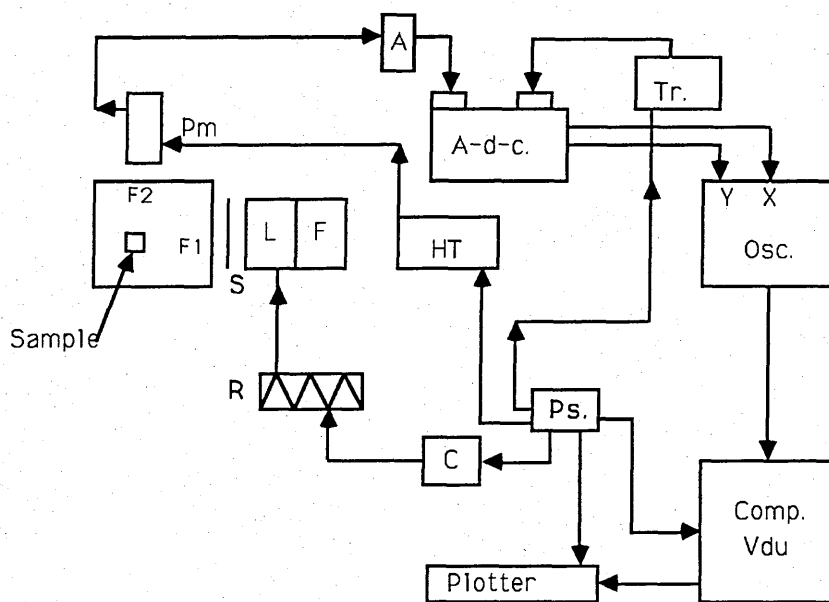 A
Tr.
Pm
A-d-c.
F2
Y X
L F
F1
HT
Osc.
S
Sample
R
Ps.
C
Comp.
Vdu
Plotter